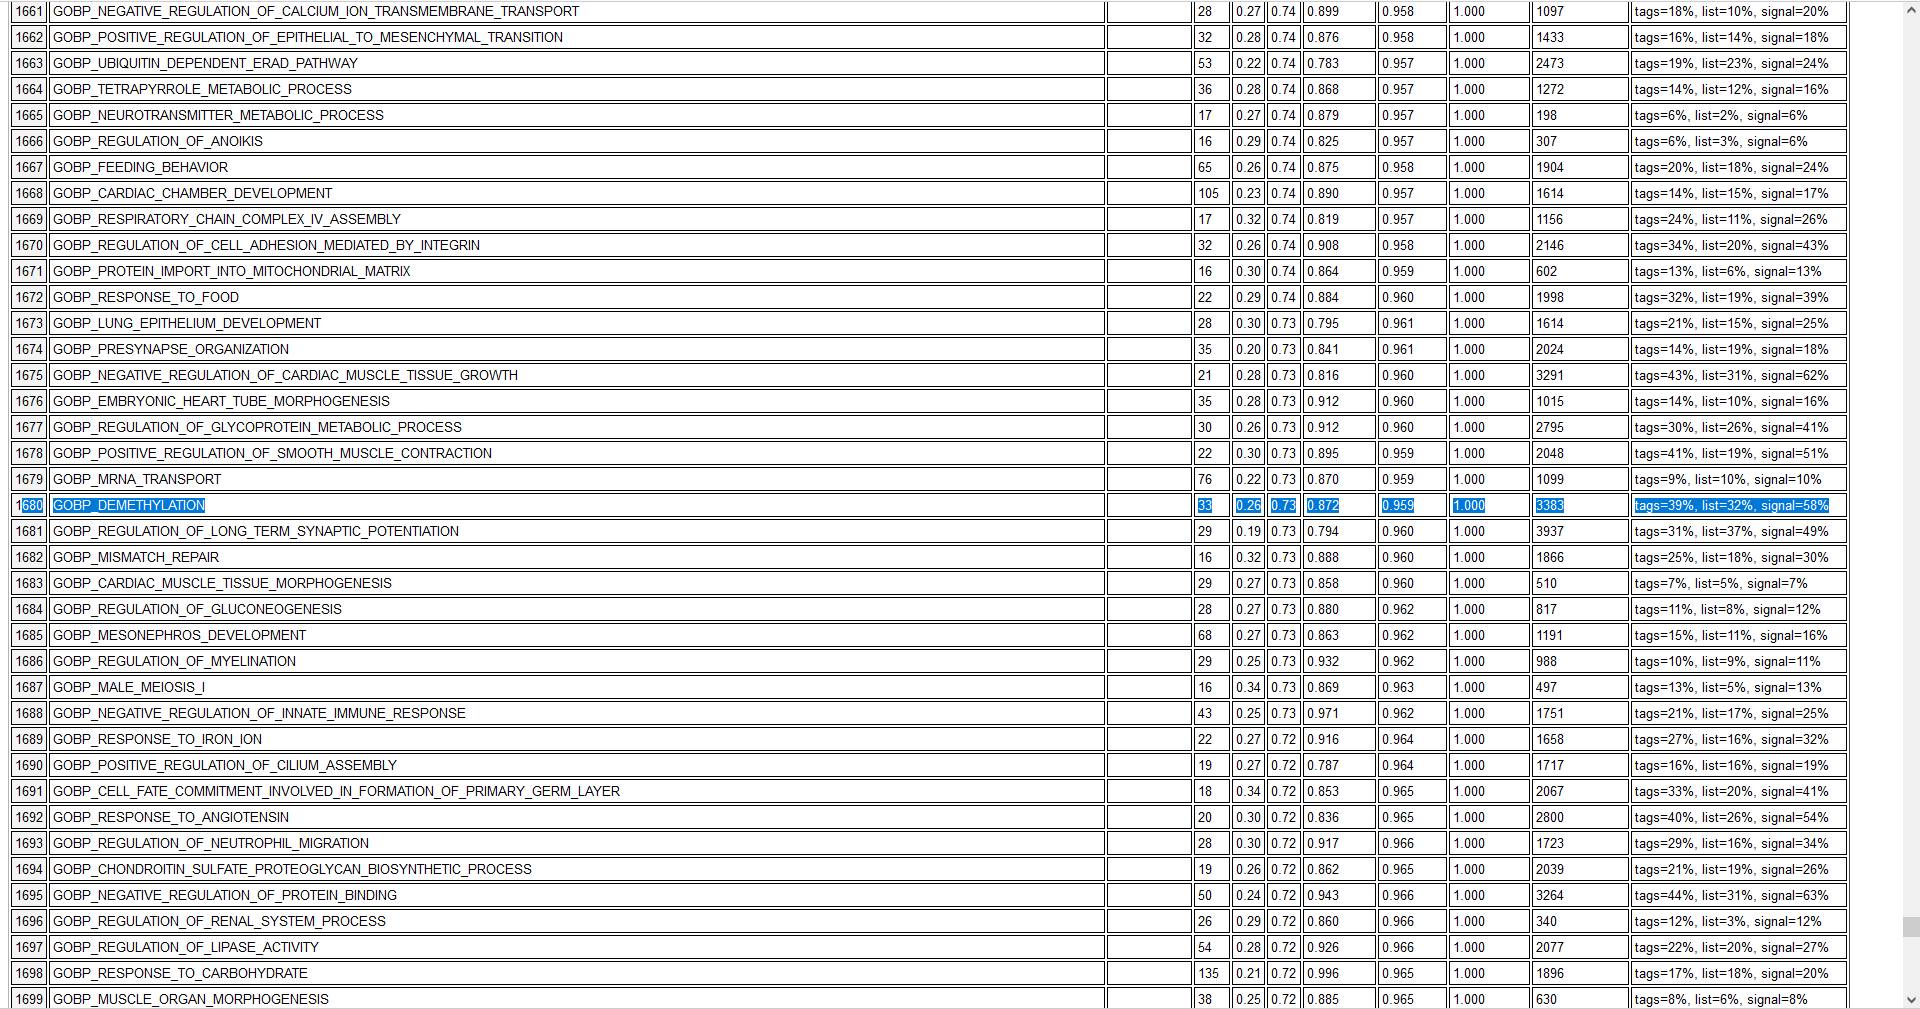 1661 GOBP_NEGATIVE_REGULATION_OF_CALCIUM_ION_TRANSMEMBRANE_TRANSPORT 28 0.27 0.74 0.899 0.958 1.000 1097 tags=18%, list=10%, signal=20%
1662 GOBP_POSITIVE_REGULATION_OF_EPITHELIAL_TO_MESENCHYMAL_TRANSITION 32 0.28 0.74 0.876 0.958 1.000 1433 tags=16%, list=14%, signal=18%
1663 GOBP_UBIQUITIN_DEPENDENT_ERAD_PATHWAY 53 0.22 0.74 0.783 0.957 1.000 2473 tags=19%, list=23%, signal=24%
1664 GOBP_TETRAPYRROLE_METABOLIC_PROCESS 36 0.28 0.74 0.868 0.957 1.000 1272 tags=14%, list=12%, signal=16%
1665 GOBP_NEUROTRANSMITTER_METABOLIC_PROCESS 17 0.27 0.74 0.879 0.957 1.000 198 tags=6%, list=2%, signal=6%
1666 GOBP_REGULATION_OF_ANOIKIS 16 0.29 0.74 0.825 0.957 1.000 307 tags=6%, list=3%, signal=6%
1667 GOBP_FEEDING_BEHAVIOR 65 0.26 0.74 0.875 0.958 1.000 1904 tags=20%, list=18%, signal=24%
1668 GOBP_CARDIAC_CHAMBER_DEVELOPMENT 105 0.23 0.74 0.890 0.957 1.000 1614 tags=14%, list=15%, signal=17%
1669 GOBP_RESPIRATORY_CHAIN_COMPLEX_IV_ASSEMBLY 17 0.32 0.74 0.819 0.957 1.000 1156 tags=24%, list=11%, signal=26%
1670 GOBP_REGULATION_OF_CELL_ADHESION_MEDIATED_BY_INTEGRIN 32 0.26 0.74 0.908 0.958 1.000 2146 tags=34%, list=20%, signal=43%
1671 GOBP_PROTEIN_IMPORT_INTO_MITOCHONDRIAL_MATRIX 16 0.30 0.74 0.864 0.959 1.000 602 tags=13%, list=6%, signal=13%
1672 GOBP_RESPONSE_TO_FOOD 22 0.29 0.74 0.884 0.960 1.000 1998 tags=32%, list=19%, signal=39%
1673 GOBP_LUNG_EPITHELIUM_DEVELOPMENT 28 0.30 0.73 0.795 0.961 1.000 1614 tags=21%, list=15%, signal=25%
1674 GOBP_PRESYNAPSE_ORGANIZATION 35 0.20 0.73 0.841 0.961 1.000 2024 tags=14%, list=19%, signal=18%
1675 GOBP_NEGATIVE_REGULATION_OF_CARDIAC_MUSCLE_TISSUE_GROWTH 21 0.28 0.73 0.816 0.960 1.000 3291 tags=43%, list=31%, signal=62%
1676 GOBP_EMBRYONIC_HEART_TUBE_MORPHOGENESIS 35 0.28 0.73 0.912 0.960 1.000 1015 tags=14%, list=10%, signal=16%
1677 GOBP_REGULATION_OF_GLYCOPROTEIN_METABOLIC_PROCESS 30 0.26 0.73 0.912 0.960 1.000 2795 tags=30%, list=26%, signal=41%
1678 GOBP_POSITIVE_REGULATION_OF_SMOOTH_MUSCLE_CONTRACTION 22 0.30 0.73 0.895 0.959 1.000 2048 tags=41%, list=19%, signal=51%
1679 GOBP_MRNA_TRANSPORT 76 0.22 0.73 0.870 0.959 1.000 1099 tags=9%, list=10%, signal=10%
1680 GOBP_DEMETHYLATION 33 0.26 0.73 0.872 0.959 1.000 3383 tags=39%, list=32%, signal=58%
1681 GOBP_REGULATION_OF_LONG_TERM_SYNAPTIC_POTENTIATION 29 0.19 0.73 0.794 0.960 1.000 3937 tags=31%, list=37%, signal=49%
1682 GOBP_MISMATCH_REPAIR 16 0.32 0.73 0.888 0.960 1.000 1866 tags=25%, list=18%, signal=30%
1683 GOBP_CARDIAC_MUSCLE_TISSUE_MORPHOGENESIS 29 0.27 0.73 0.858 0.960 1.000 510 tags=7%, list=5%, signal=7%
1684 GOBP_REGULATION_OF_GLUCONEOGENESIS 28 0.27 0.73 0.880 0.962 1.000 817 tags=11%, list=8%, signal=12%
1685 GOBP_MESONEPHROS_DEVELOPMENT 68 0.27 0.73 0.863 0.962 1.000 1191 tags=15%, list=11%, signal=16%
1686 GOBP_REGULATION_OF_MYELINATION 29 0.25 0.73 0.932 0.962 1.000 988 tags=10%, list=9%, signal=11%
1687 GOBP_MALE_MEIOSIS_I 16 0.34 0.73 0.869 0.963 1.000 497 tags=13%, list=5%, signal=13%
1688 GOBP_NEGATIVE_REGULATION_OF_INNATE_IMMUNE_RESPONSE 43 0.25 0.73 0.971 0.962 1.000 1751 tags=21%, list=17%, signal=25%
1689 GOBP_RESPONSE_TO_IRON_ION 22 0.27 0.72 0.916 0.964 1.000 1658 tags=27%, list=16%, signal=32%
1690 GOBP_POSITIVE_REGULATION_OF_CILIUM_ASSEMBLY 19 0.27 0.72 0.787 0.964 1.000 1717 tags=16%, list=16%, signal=19%
1691 GOBP_CELL_FATE_COMMITMENT_INVOLVED_IN_FORMATION_OF_PRIMARY_GERM_LAYER 18 0.34 0.72 0.853 0.965 1.000 2067 tags=33%, list=20%, signal=41%
1692 GOBP_RESPONSE_TO_ANGIOTENSIN 20 0.30 0.72 0.836 0.965 1.000 2800 tags=40%, list=26%, signal=54%
1693 GOBP_REGULATION_OF_NEUTROPHIL_MIGRATION 28 0.30 0.72 0.917 0.966 1.000 1723 tags=29%, list=16%, signal=34%
1694 GOBP_CHONDROITIN_SULFATE_PROTEOGLYCAN_BIOSYNTHETIC_PROCESS 19 0.26 0.72 0.862 0.965 1.000 2039 tags=21%, list=19%, signal=26%
1695 GOBP_NEGATIVE_REGULATION_OF_PROTEIN_BINDING 50 0.24 0.72 0.943 0.966 1.000 3264 tags=44%, list=31%, signal=63%
1696 GOBP_REGULATION_OF_RENAL_SYSTEM_PROCESS 26 0.29 0.72 0.860 0.966 1.000 340 tags=12%, list=3%, signal=12%
1697 GOBP_REGULATION_OF_LIPASE_ACTIVITY 54 0.28 0.72 0.926 0.966 1.000 2077 tags=22%, list=20%, signal=27%
1698 GOBP_RESPONSE_TO_CARBOHYDRATE 135 0.21 0.72 0.996 0.965 1.000 1896 tags=17%, list=18%, signal=20%
1699 GOBP_MUSCLE_ORGAN_MORPHOGENESIS 38 0.25 0.72 0.885 0.965 1.000 630 tags=8%, list=6%, signal=8%